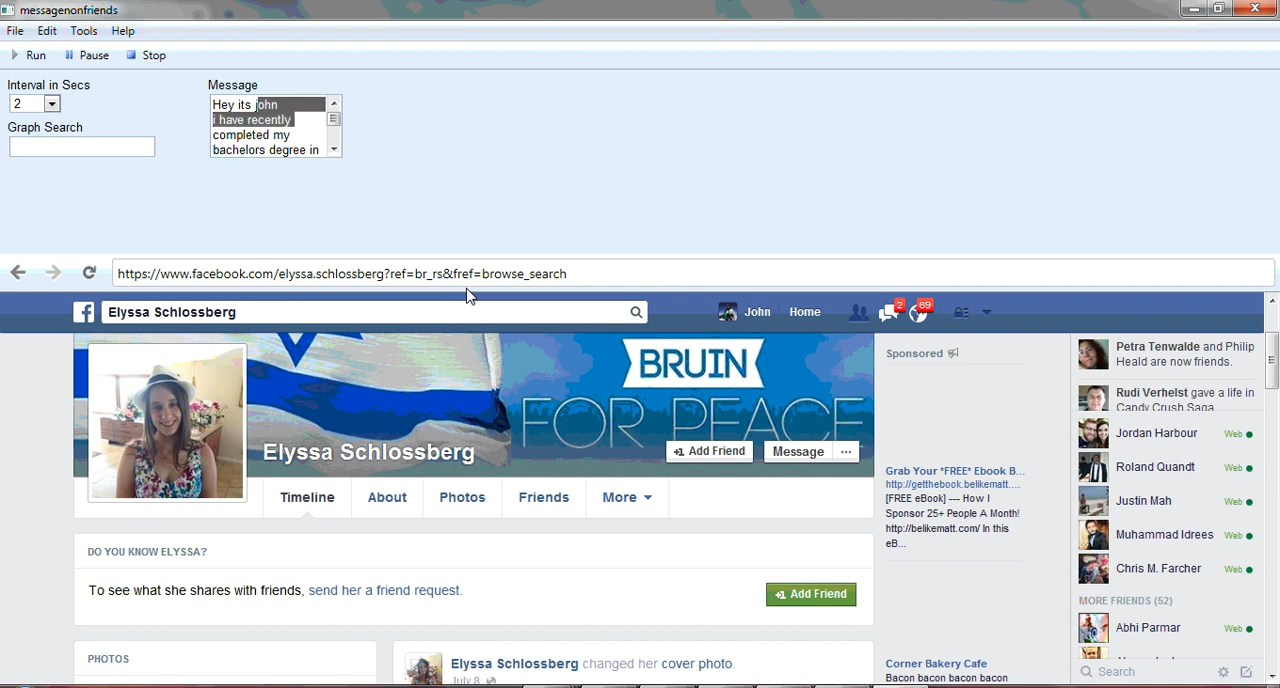 messagenonfriends
File Edit Tools Help
Run Pause Stop
Interval in Secs
2
Graph Search
Message
Hey its john
i have recently
completed my
bachelors degree in
https://www.facebook.com/elyssa.schlossberg?ref=br_rs&fref=browse_search
Elyssa Schlossberg
John Home
2
89
BRUIN
FOR PEACE
Elyssa Schlossberg
+1 Add Friend
Message ...
Timeline About Photos Friends More
DO YOU KNOW ELYSSA?
To see what she shares with friends, send her a friend request.
+1 Add Friend
PHOTOS
Elyssa Schlossberg changed her cover photo.
July 8
Sponsored
Grab Your *FREE* Ebook B...
http://getthebook.belikematt....
[FREE eBook] --- How I
Sponsor 25+ People A Month!
http://belikematt.com/ In this
eB...
Corner Bakery Cafe
Bacon bacon bacon bacon
Petra Tenwalde and Philip
Heald are now friends.
Rudi Verhelst gave a life in
Candy Crush Saga.
Jordan Harbour Web
Roland Quandt Web
Justin Mah Web
Muhammad Idrees Web
Chris M. Farcher Web
MORE FRIENDS (52)
Abhi Parmar Web
Search